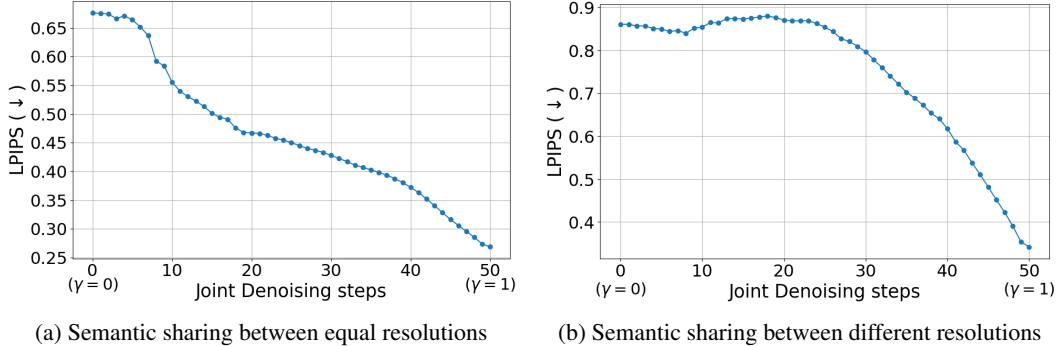 0.65
0.60
0.55
0.50
0.45
0.40
0.35
0.30
0.25
LPIPS (↓)
0 10 20 30 40 50
(γ = 0) Joint Denoising steps (γ = 1)
(a) Semantic sharing between equal resolutions
0.9
0.8
0.7
0.6
0.5
0.4
LPIPS (↓)
0 10 20 30 40 50
(γ = 0) Joint Denoising steps (γ = 1)
(b) Semantic sharing between different resolutions